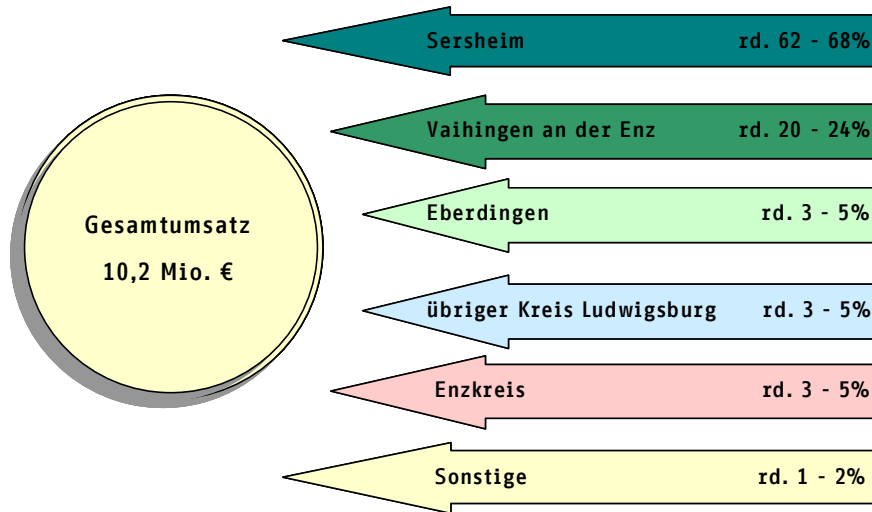 Sersheim rd. 62 - 68%
Vaihingen an der Enz rd. 20 - 24%
Eberdingen rd. 3 - 5%
Gesamtumsatz
10,2 Mio. €
übriger Kreis Ludwigsburg rd. 3 - 5%
Enzkreis rd. 3 - 5%
Sonstige rd. 1 - 2%